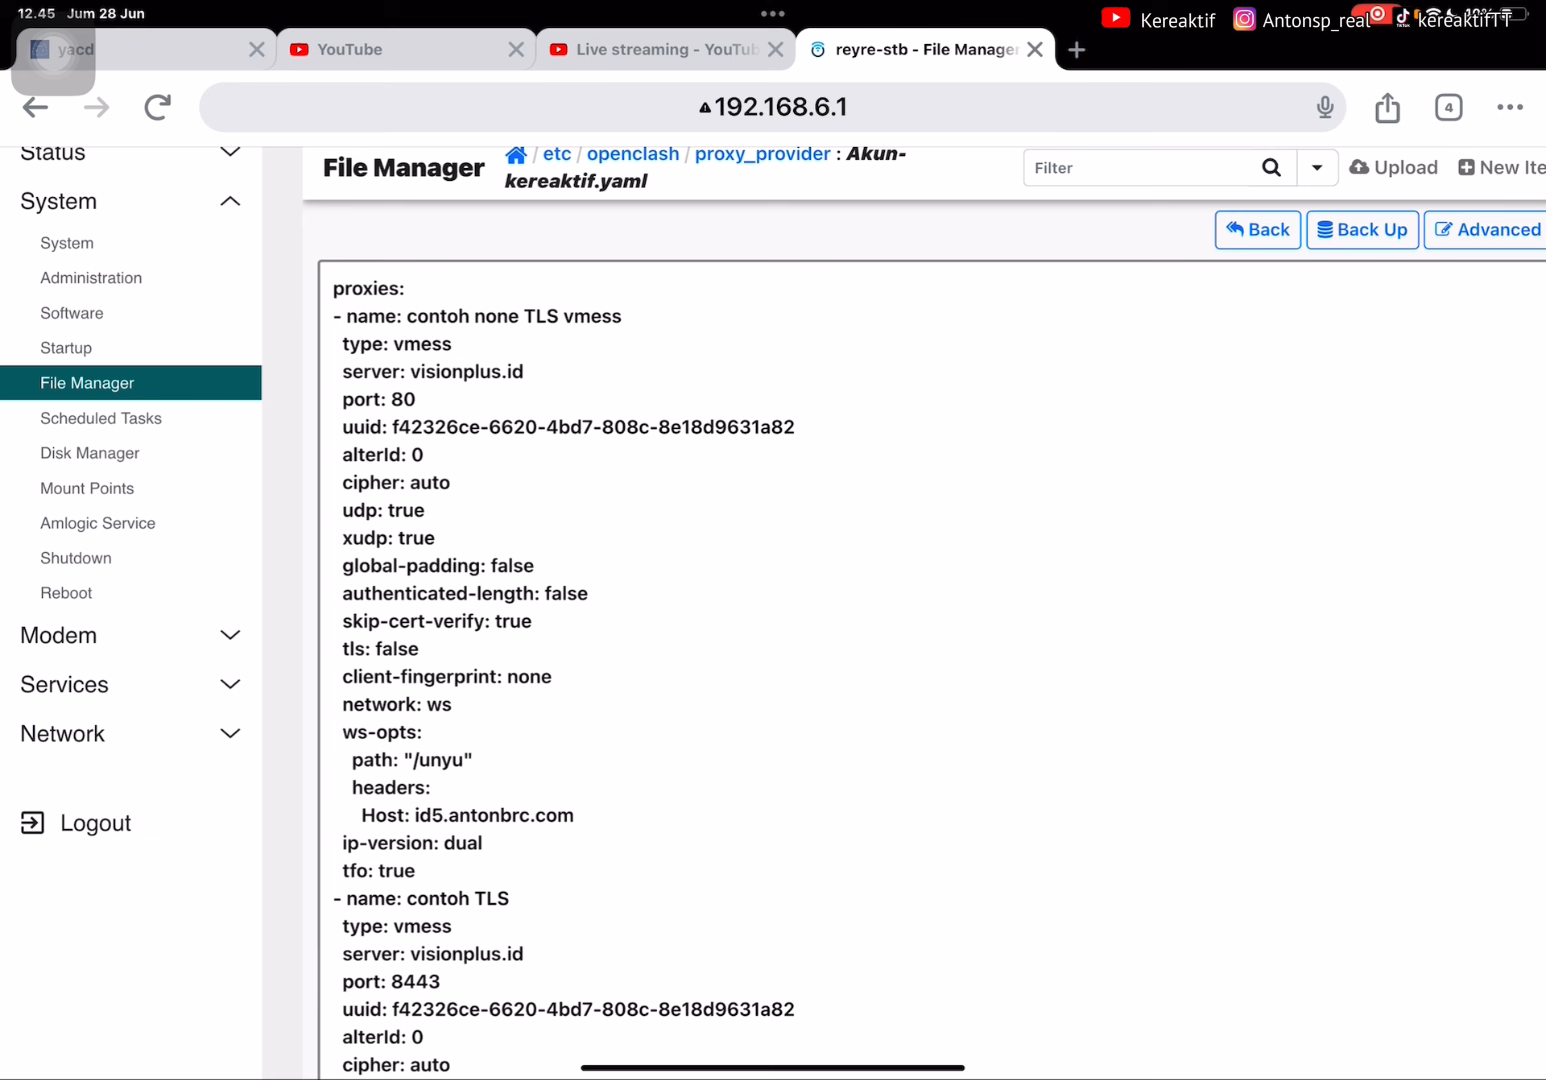 12.45 Jum 28 Jun
Kereaktif
Antonsp_real
kereaktifTT
yacd
YouTube
Live streaming - YouTub
reyre-stb - File Manager
192.168.6.1
4
Status
System
System
Administration
Software
Startup
File Manager
Scheduled Tasks
Disk Manager
Mount Points
Amlogic Service
Shutdown
Reboot
Modem
Services
Network
Logout
File Manager
/ etc / openclash / proxy_provider : Akun-
kereaktif.yaml
Filter
Upload
New Ite
Back
Back Up
Advanced
proxies:
- name: contoh none TLS vmess
type: vmess
server: visionplus.id
port: 80
uuid: f42326ce-6620-4bd7-808c-8e18d9631a82
alterId: 0
cipher: auto
udp: true
xudp: true
global-padding: false
authenticated-length: false
skip-cert-verify: true
tls: false
client-fingerprint: none
network: ws
ws-opts:
path: "/unyu"
headers:
Host: id5.antonbrc.com
ip-version: dual
tfo: true
- name: contoh TLS
type: vmess
server: visionplus.id
port: 8443
uuid: f42326ce-6620-4bd7-808c-8e18d9631a82
alterId: 0
cipher: auto